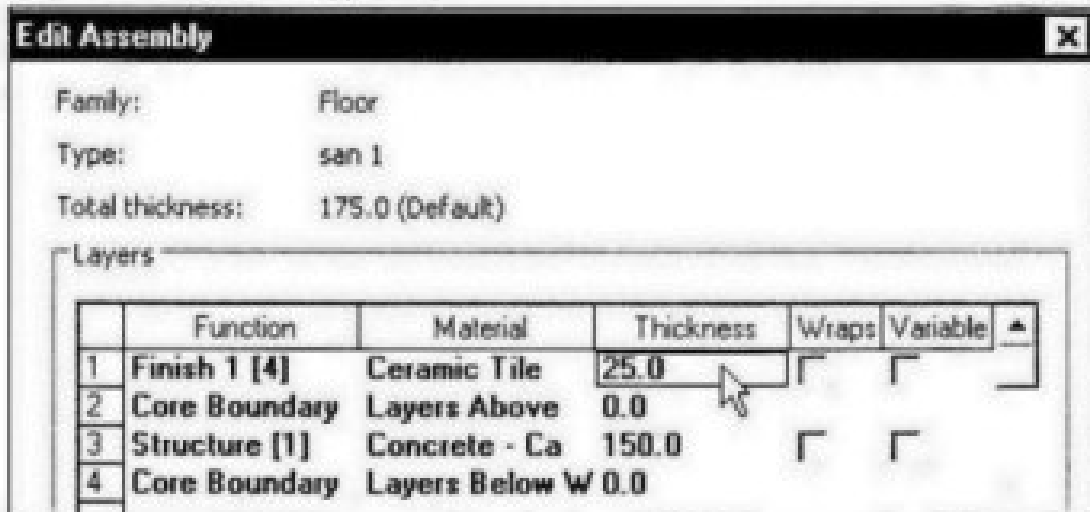 Edit Assembly
Family: Floor
Type: san 1
Total thickness: 175.0 (Default)
Layers
Function Material Thickness Wraps Variable
1 Finish 1 [4] Ceramic Tile 25.0
2 Core Boundary Layers Above 0.0
3 Structure [1] Concrete - Ca 150.0
4 Core Boundary Layers Below W 0.0